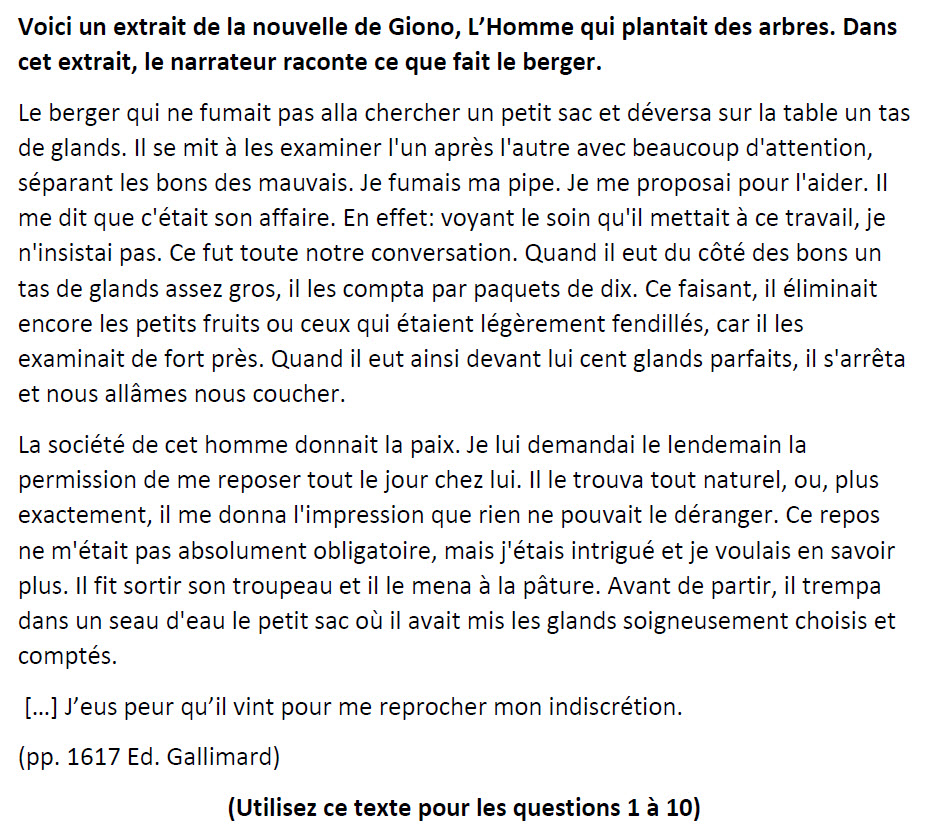 Voici un extrait de la nouvelle de Giono, L’Homme qui plantait des arbres. Dans
cet extrait, le narrateur raconte ce que fait le berger.
Le berger qui ne fumait pas alla chercher un petit sac et déversa sur la table un tas
de glands. Il se mit à les examiner l'un après l'autre avec beaucoup d'attention,
séparant les bons des mauvais. Je fumais ma pipe. Je me proposai pour l'aider. Il
me dit que c'était son affaire. En effet: voyant le soin qu'il mettait à ce travail, je
n'insistai pas. Ce fut toute notre conversation. Quand il eut du côté des bons un
tas de glands assez gros, il les compta par paquets de dix. Ce faisant, il éliminait
encore les petits fruits ou ceux qui étaient légèrement fendillés, car il les
examinait de fort près. Quand il eut ainsi devant lui cent glands parfaits, il s'arrêta
et nous allâmes nous coucher.
La société de cet homme donnait la paix. Je lui demandai le lendemain la
permission de me reposer tout le jour chez lui. Il le trouva tout naturel, ou, plus
exactement, il me donna l'impression que rien ne pouvait le déranger. Ce repos
ne m'était pas absolument obligatoire, mais j'étais intrigué et je voulais en savoir
plus. Il fit sortir son troupeau et il le mena à la pâture. Avant de partir, il trempa
dans un seau d'eau le petit sac où il avait mis les glands soigneusement choisis et
comptés.
[…] J’eus peur qu’il vint pour me reprocher mon indiscrétion.
(pp. 1617 Ed. Gallimard)
(Utilisez ce texte pour les questions 1 à 10)